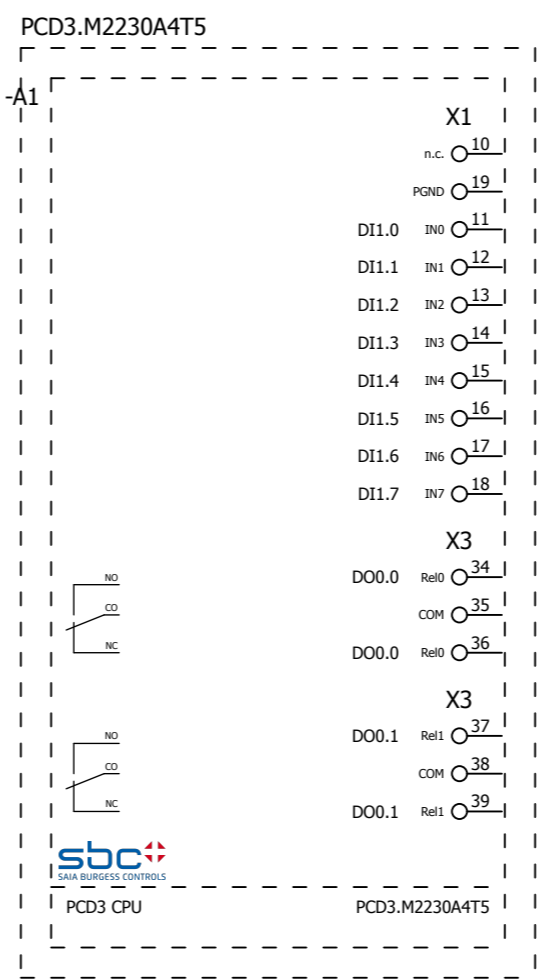 PCD3.M2230A4T5
-A1
X1
n.c. 10
PGND 19
DI1.0 IN0 11
DI1.1 IN1 12
DI1.2 IN2 13
DI1.3 IN3 14
DI1.4 IN4 15
DI1.5 IN5 16
DI1.6 IN6 17
DI1.7 IN7 18
X3
NO DO0.0 Rel0 34
CO COM 35
NC DO0.0 Rel0 36
X3
NO DO0.1 Rel1 37
CO COM 38
NC DO0.1 Rel1 39
sbc
SAIA BURGESS CONTROLS
PCD3 CPU PCD3.M2230A4T5